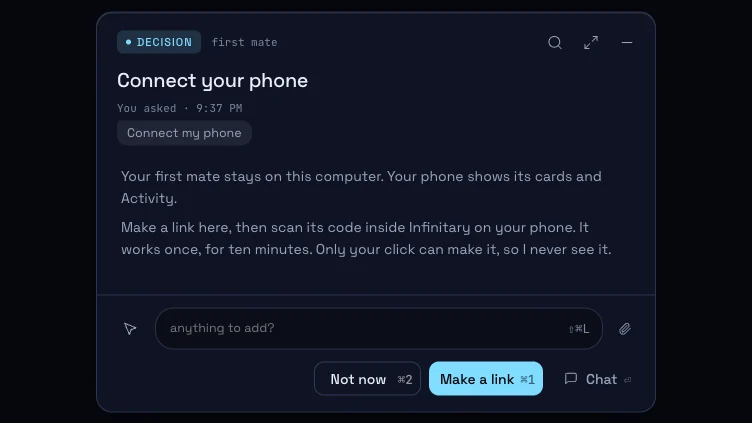 DECISION first mate
Connect your phone
You asked · 9:37 PM
Connect my phone
Your first mate stays on this computer. Your phone shows its cards and
Activity.
Make a link here, then scan its code inside Infinitary on your phone. It
works once, for ten minutes. Only your click can make it, so I never see it.
anything to add? ⇧⌘L
Not now ⌘2 Make a link ⌘1 Chat ⏎